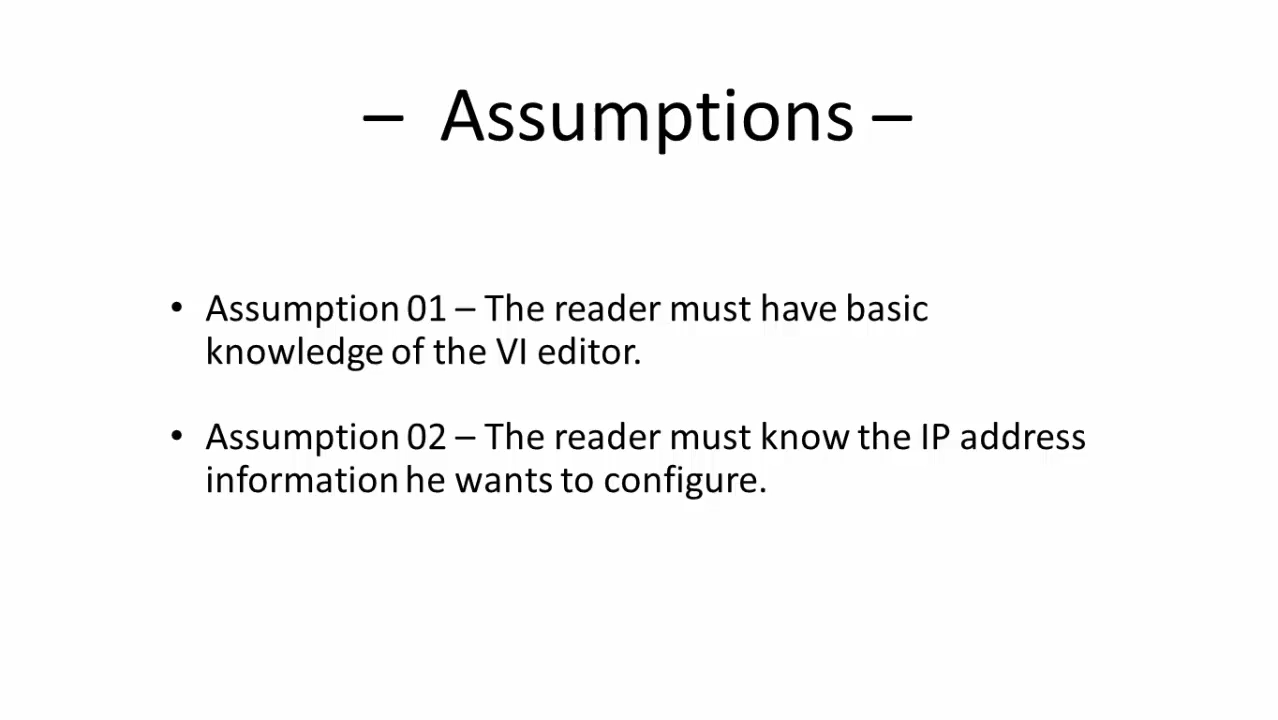 – Assumptions –
• Assumption 01 – The reader must have basic
knowledge of the VI editor.
• Assumption 02 – The reader must know the IP address
information he wants to configure.